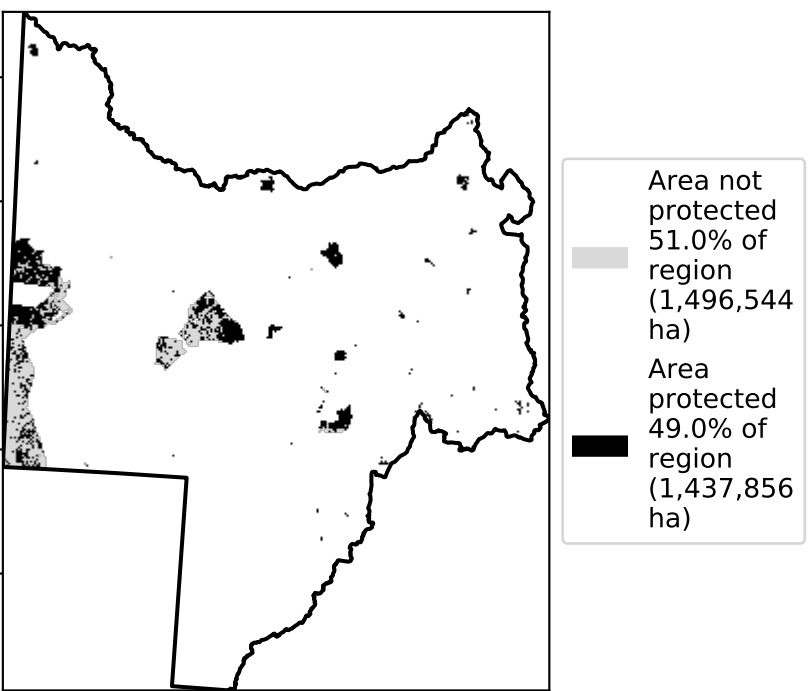 Area not
protected
51.0% of
region
(1,496,544
ha)
Area
protected
49.0% of
region
(1,437,856
ha)